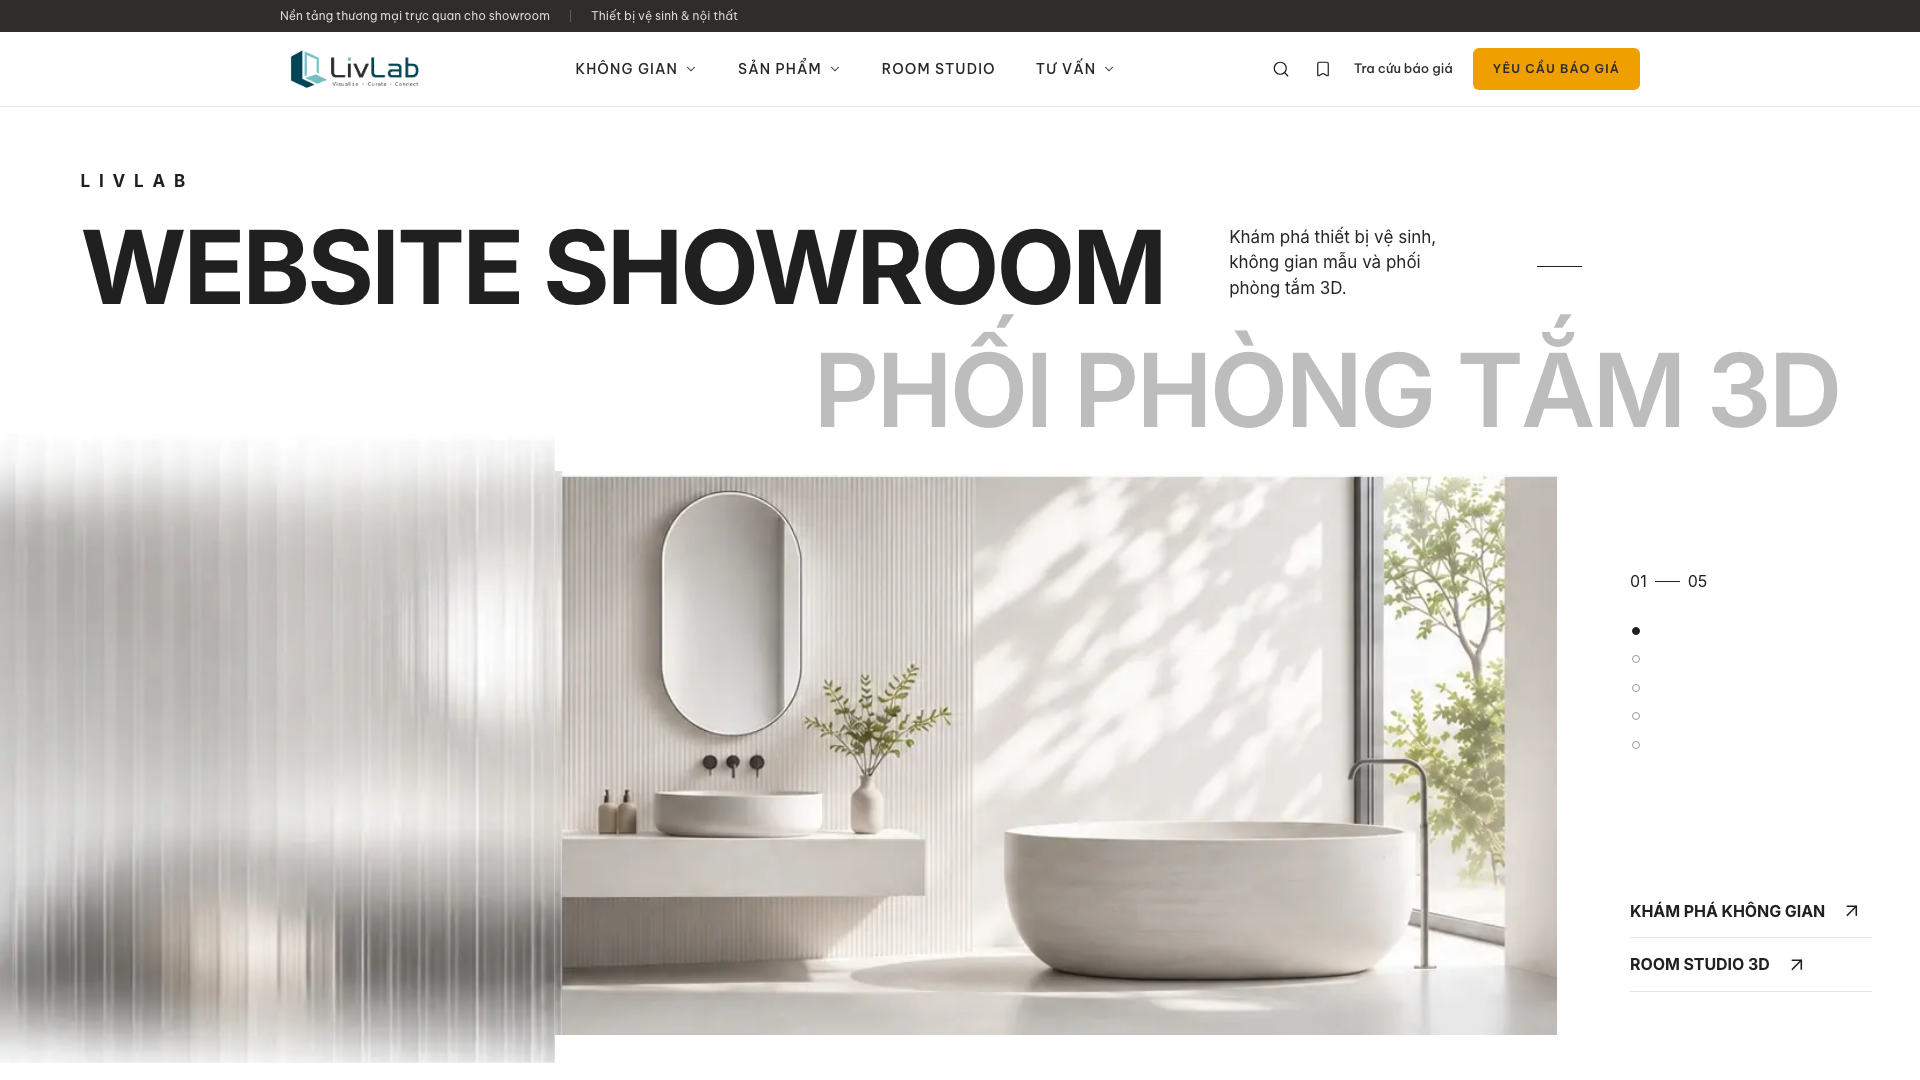 Nền tảng thương mại trực quan cho showroom
Thiết bị vệ sinh & nội thất
LivLab
Visualize • Curate • Connect
KHÔNG GIAN
SẢN PHẨM
ROOM STUDIO
TƯ VẤN
Tra cứu báo giá
YÊU CẦU BÁO GIÁ
LIVLAB
WEBSITE SHOWROOM
Khám phá thiết bị vệ sinh,
không gian mẫu và phối
phòng tắm 3D.
PHỐI PHÒNG TẮM 3D
01 — 05
KHÁM PHÁ KHÔNG GIAN
ROOM STUDIO 3D